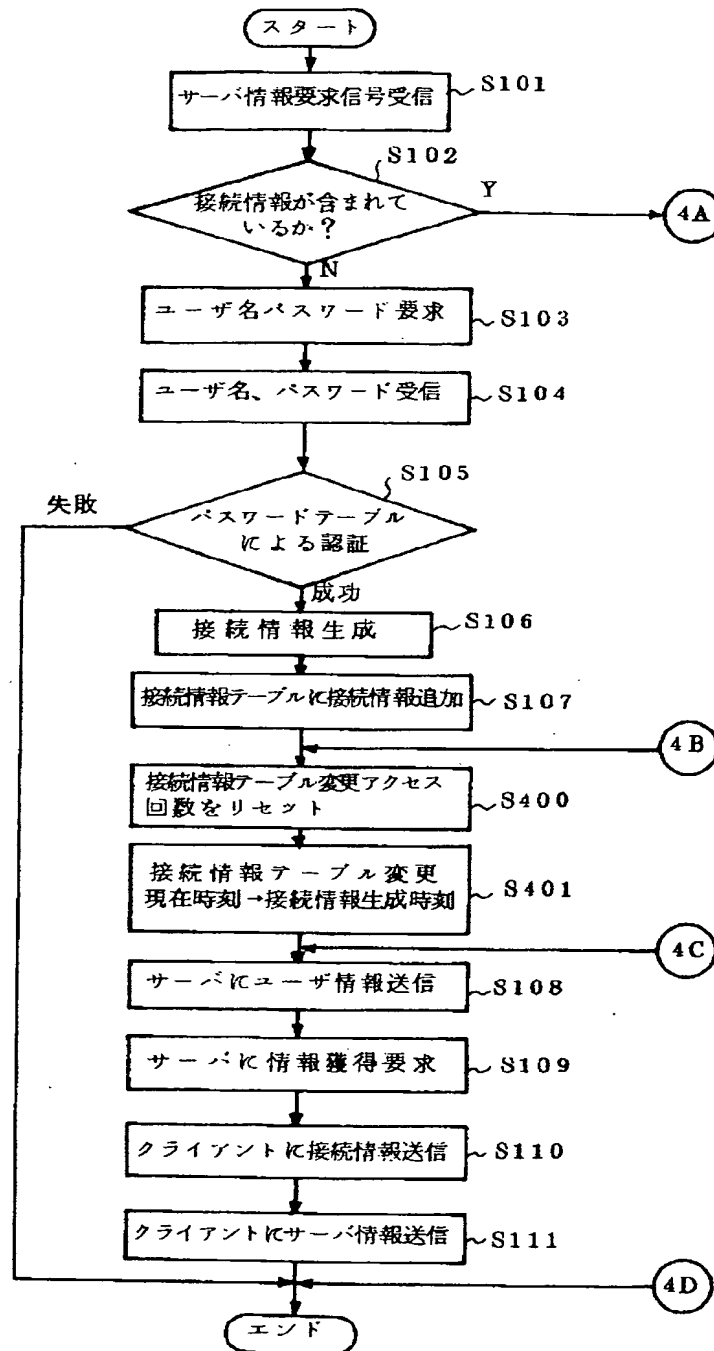 スタート
サーバ情報要求信号受信
S101
S102
接続情報が含まれて
いるか?
Y
4A
N
ユーザ名パスワード要求
S103
ユーザ名、パスワード受信
S104
S105
失敗
パスワードテーブル
による認証
成功
接続情報生成
S106
接続情報テーブルに接続情報追加
S107
4B
接続情報テーブル変更アクセス
回数をリセット
S400
接続情報テーブル変更
現在時刻→接続情報生成時刻
S401
4C
サーバにユーザ情報送信
S108
サーバに情報獲得要求
S109
クライアントに接続情報送信
S110
クライアントにサーバ情報送信
S111
4D
エンド